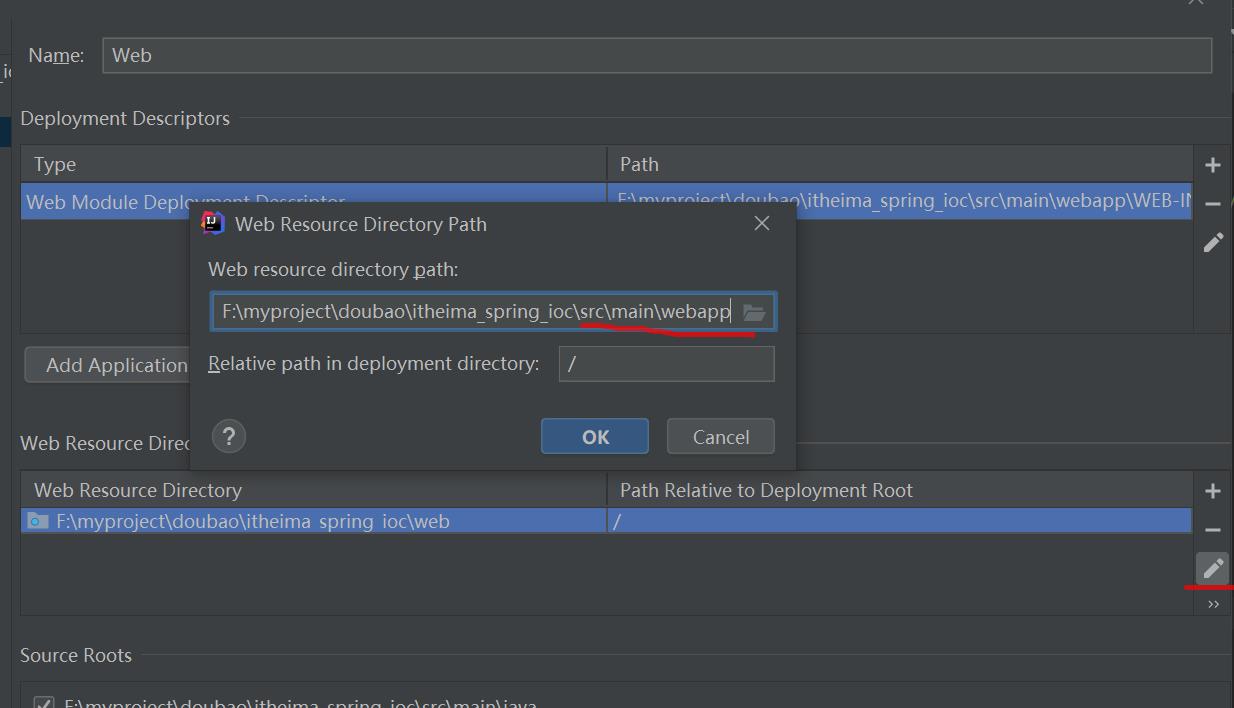 Name:
Web
Deployment Descriptors
Type
Path
Web Module Deployment Descriptor
F:\myproject\doubao\itheima_spring_ioc\src\main\webapp\WEB-IN
Web Resource Directory Path
Web resource directory path:
F:\myproject\doubao\itheima_spring_ioc\src\main\webapp
Add Application
Relative path in deployment directory:
/
?
OK
Cancel
Web Resource Direc
Web Resource Directory
Path Relative to Deployment Root
F:\myproject\doubao\itheima_spring_ioc\web
/
Source Roots
F:\myproject\doubao\itheima_spring_ioc\src\main\java